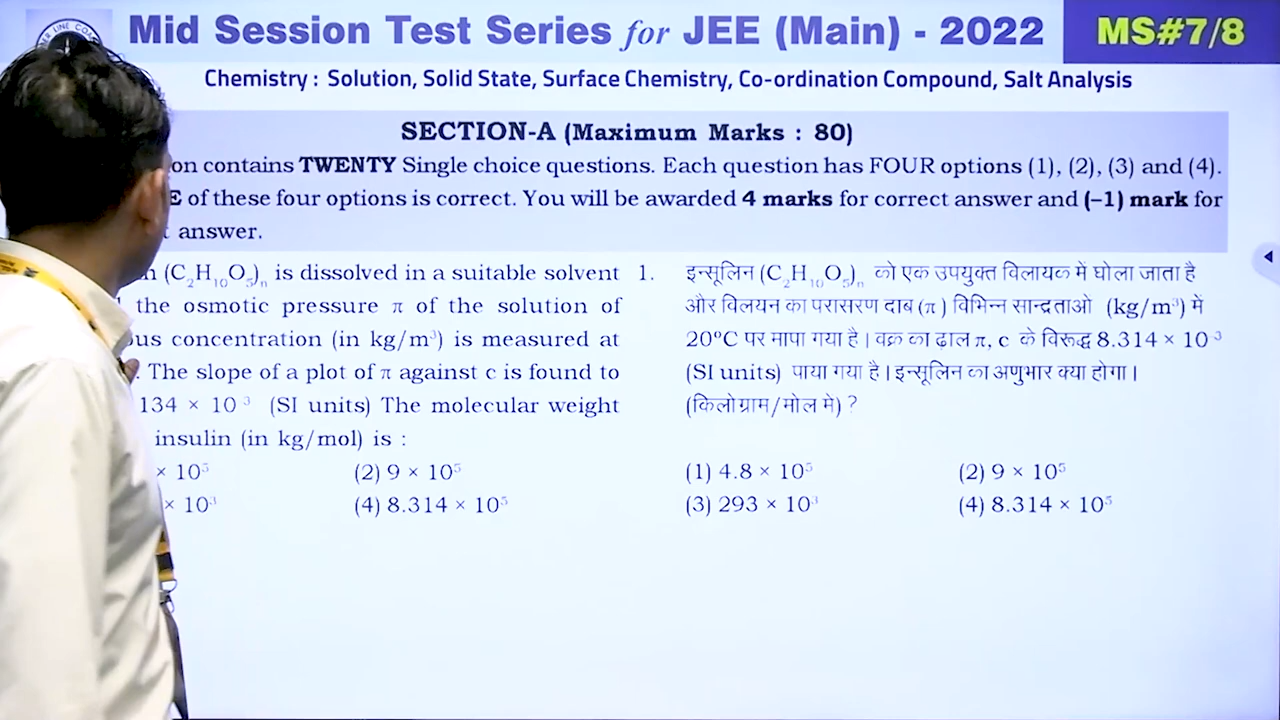 Mid Session Test Series for JEE (Main) - 2022
MS#7/8
Chemistry : Solution, Solid State, Surface Chemistry, Co-ordination Compound, Salt Analysis
SECTION-A (Maximum Marks : 80)
on contains TWENTY Single choice questions. Each question has FOUR options (1), (2), (3) and (4).
E of these four options is correct. You will be awarded 4 marks for correct answer and (–1) mark for
t answer.
n (C₂H₁₀O₅)ₙ is dissolved in a suitable solvent
the osmotic pressure π of the solution of
ous concentration (in kg/m³) is measured at
. The slope of a plot of π against c is found to
134 × 10³ (SI units) The molecular weight
insulin (in kg/mol) is :
× 10⁵ (2) 9 × 10⁵
× 10³ (4) 8.314 × 10⁵
1. इन्सूलिन (C₂H₁₀O₅)ₙ को एक उपयुक्त विलायक में घोला जाता है
और विलयन का परासरण दाब (π ) विभिन्न सान्द्रताओ (kg/m³) में
20°C पर मापा गया है। वक्र का ढाल π, c के विरूद्ध 8.314 × 10 ³
(SI units) पाया गया है। इन्सूलिन का अणुभार क्या होगा।
(किलोग्राम/मोल मे) ?
(1) 4.8 × 10⁵ (2) 9 × 10⁵
(3) 293 × 10³ (4) 8.314 × 10⁵